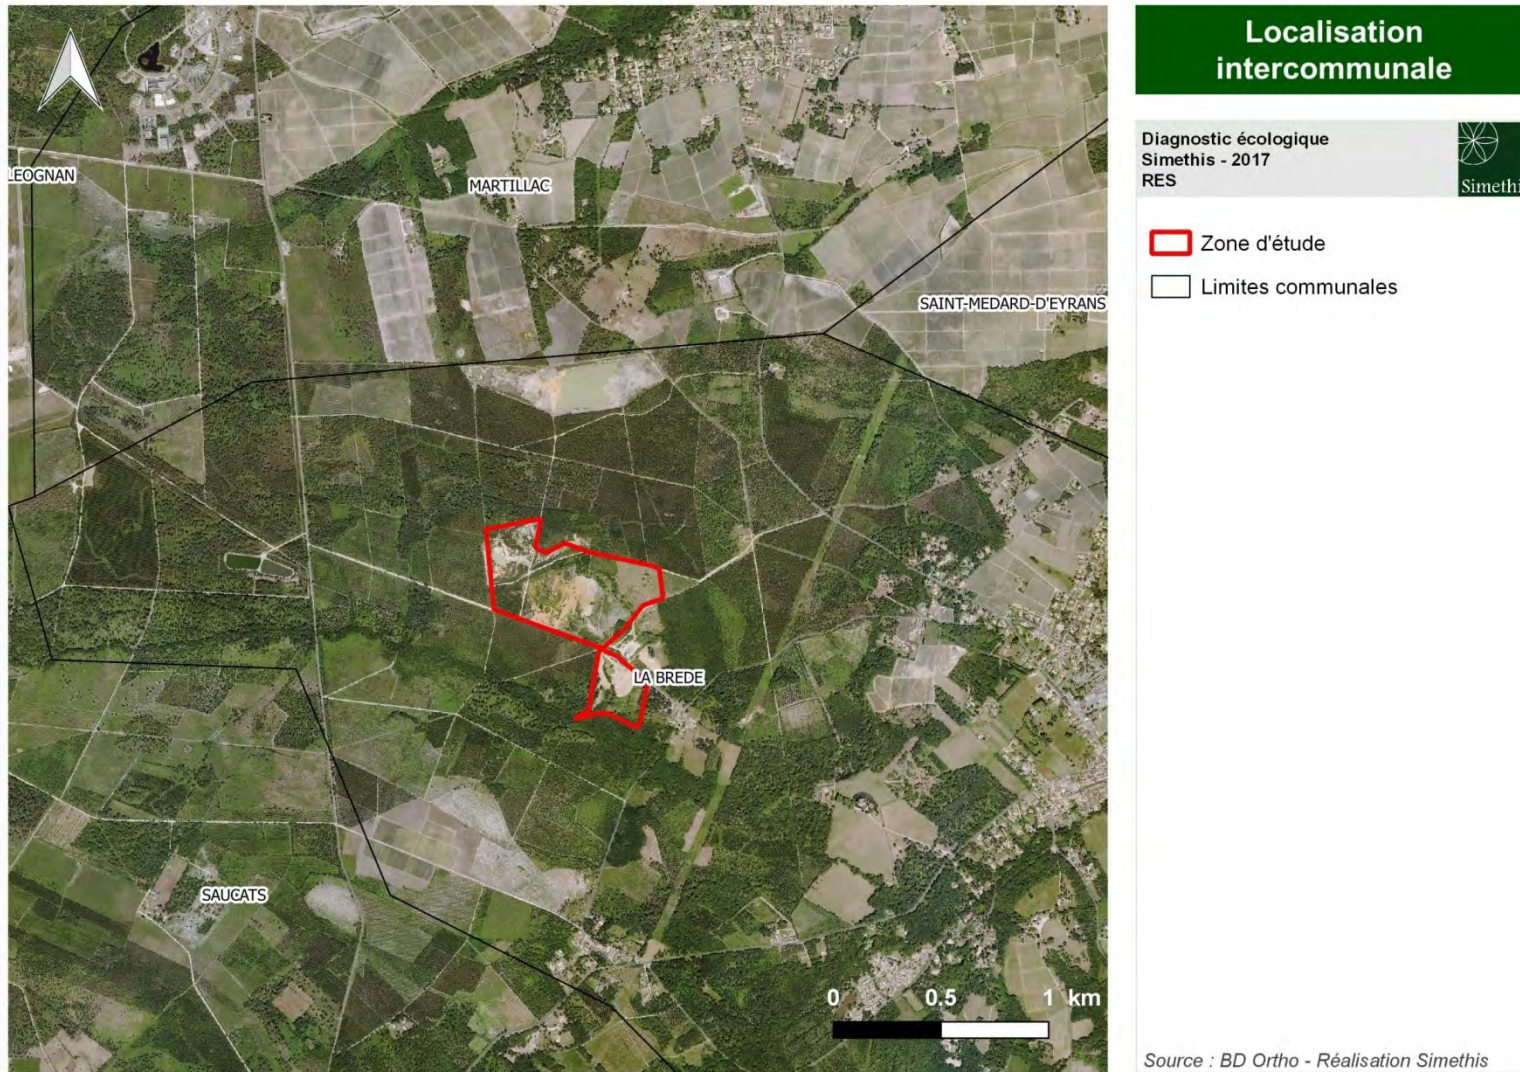 Localisation
intercommunale
Diagnostic écologique
Simethis - 2017
RES
Simethi
Zone d'étude
Limites communales
LEOGNAN
MARTILLAC
SAINT-MEDARD-D'EYRANS
LA BREDE
SAUCATS
0 0.5 1 km
Source : BD Ortho - Réalisation Simethis